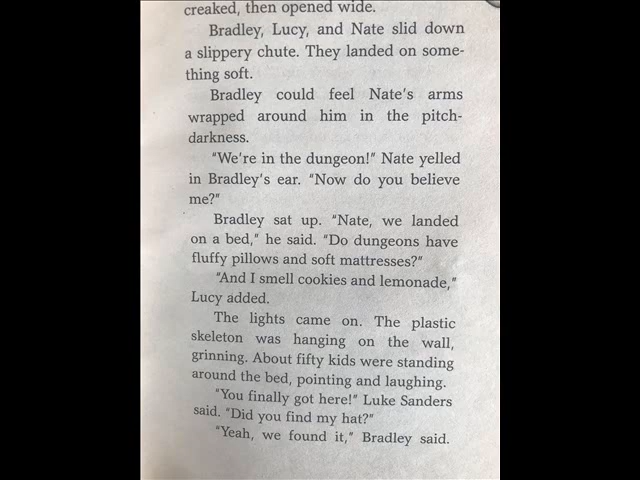 creaked, then opened wide.
Bradley, Lucy, and Nate slid down
a slippery chute. They landed on some-
thing soft.
Bradley could feel Nate's arms
wrapped around him in the pitch-
darkness.
"We're in the dungeon!" Nate yelled
in Bradley's ear. "Now do you believe
me?"
Bradley sat up. "Nate, we landed
on a bed," he said. "Do dungeons have
fluffy pillows and soft mattresses?"
"And I smell cookies and lemonade,"
Lucy added.
The lights came on. The plastic
skeleton was hanging on the wall,
grinning. About fifty kids were standing
around the bed, pointing and laughing.
"You finally got here!" Luke Sanders
said. "Did you find my hat?"
"Yeah, we found it," Bradley said.